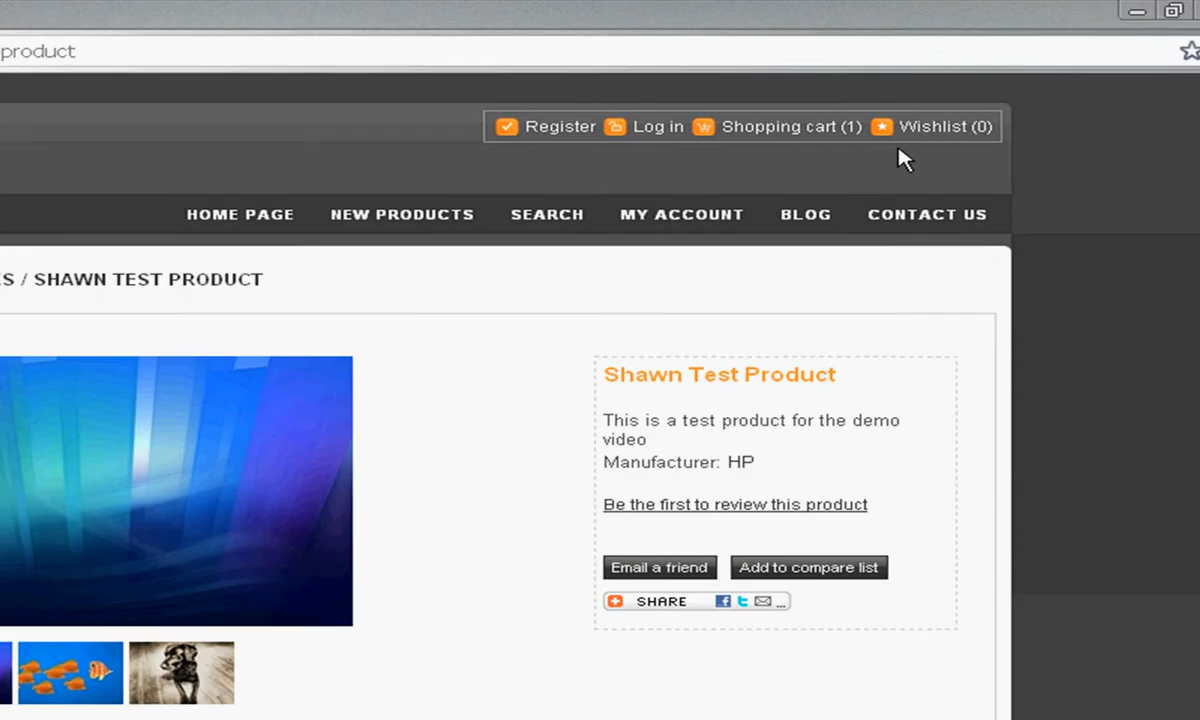 product
Register Log in Shopping cart (1) Wishlist (0)
HOME PAGE NEW PRODUCTS SEARCH MY ACCOUNT BLOG CONTACT US
ES / SHAWN TEST PRODUCT
Shawn Test Product
This is a test product for the demo
video
Manufacturer: HP
Be the first to review this product
Email a friend Add to compare list
SHARE ...